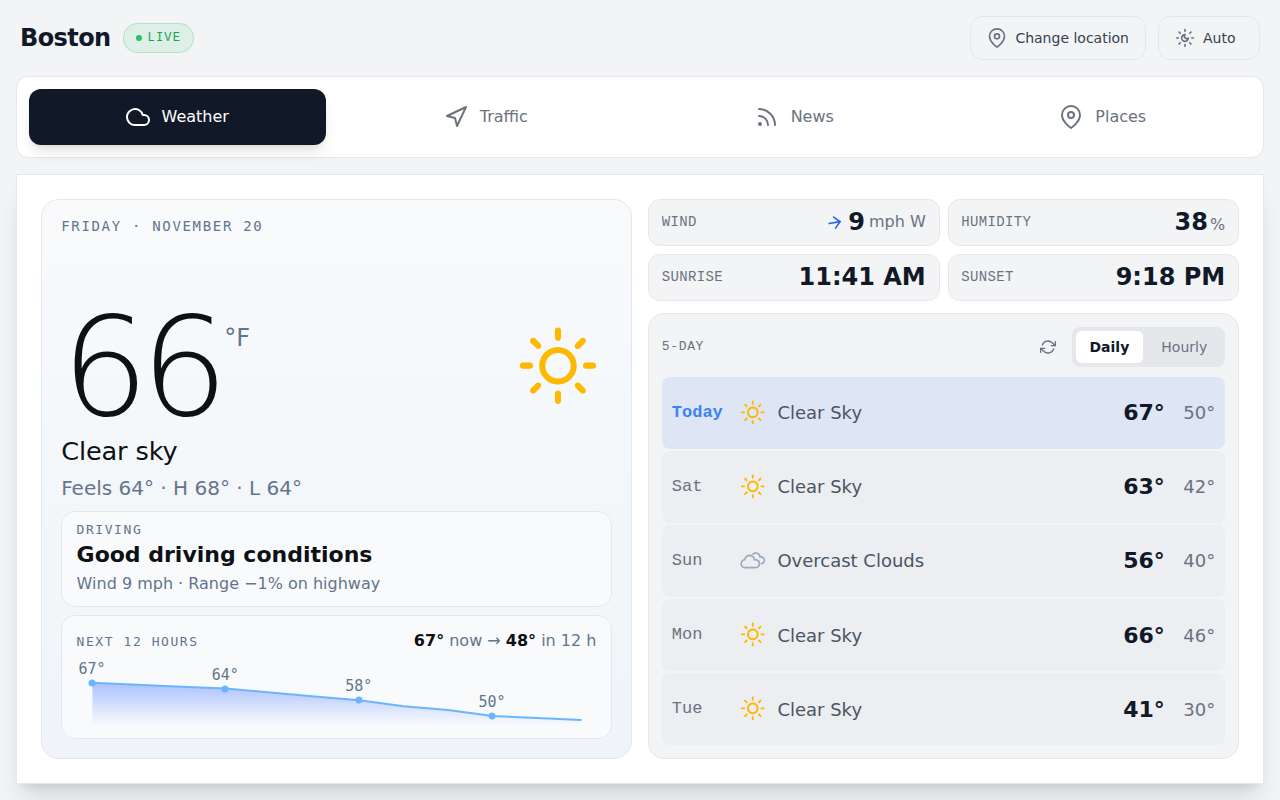 Boston
LIVE
Change location
Auto
Weather
Traffic
News
Places
FRIDAY · NOVEMBER 20
66 °F
Clear sky
Feels 64° · H 68° · L 64°
DRIVING
Good driving conditions
Wind 9 mph · Range −1% on highway
NEXT 12 HOURS
67° now → 48° in 12 h
67°
64°
58°
50°
WIND
9 mph W
HUMIDITY
38%
SUNRISE
11:41 AM
SUNSET
9:18 PM
5-DAY
Daily
Hourly
Today Clear Sky 67° 50°
Sat Clear Sky 63° 42°
Sun Overcast Clouds 56° 40°
Mon Clear Sky 66° 46°
Tue Clear Sky 41° 30°